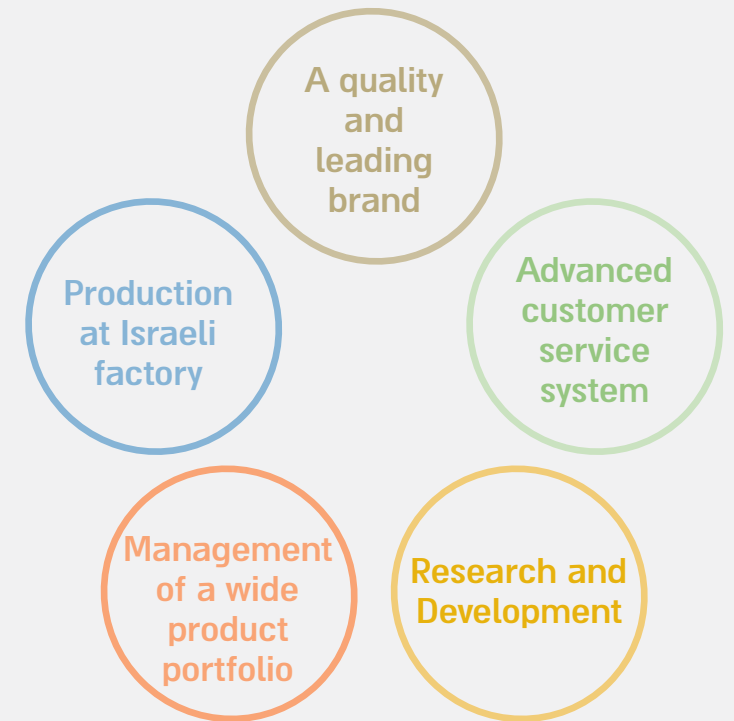 A quality
and
leading
brand
Production
at Israeli
factory
Advanced
customer
service
system
Management
of a wide
product
portfolio
Research and
Development